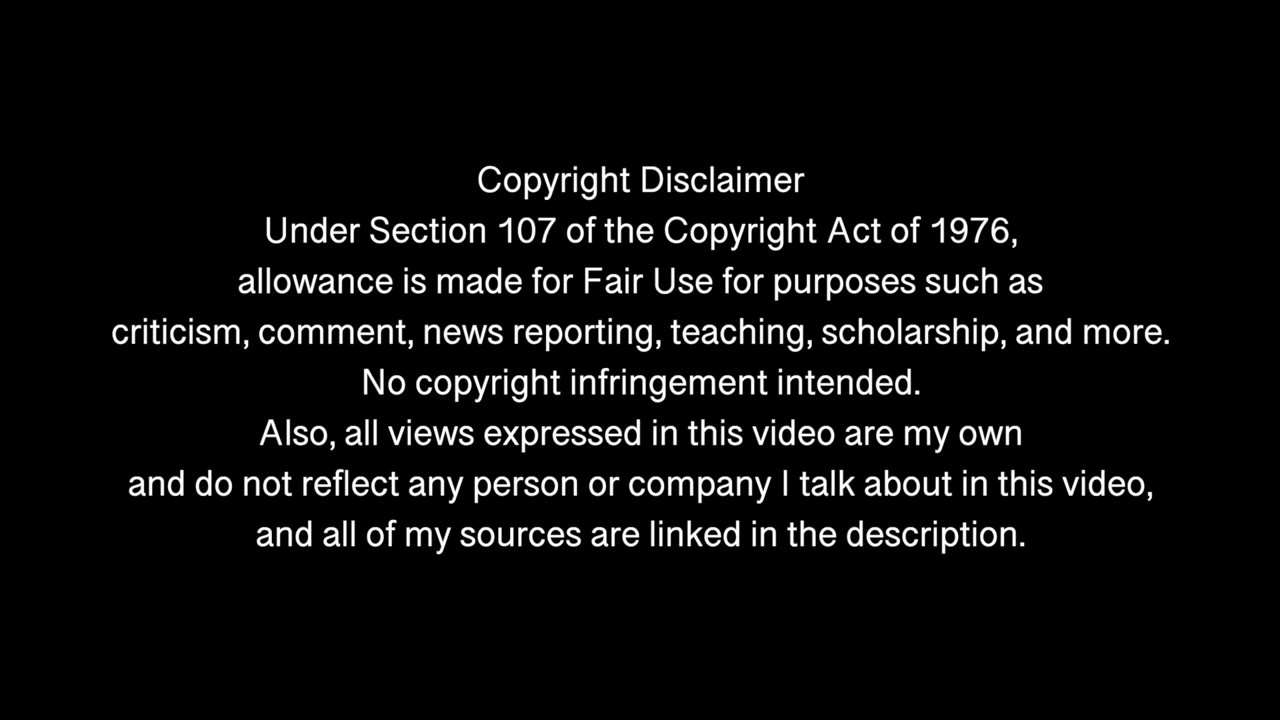 Copyright Disclaimer
Under Section 107 of the Copyright Act of 1976,
allowance is made for Fair Use for purposes such as
criticism, comment, news reporting, teaching, scholarship, and more.
No copyright infringement intended.
Also, all views expressed in this video are my own
and do not reflect any person or company I talk about in this video,
and all of my sources are linked in the description.